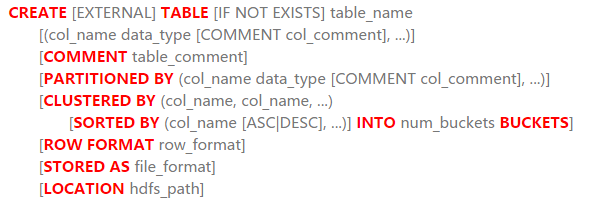 CREATE [EXTERNAL] TABLE [IF NOT EXISTS] table_name
[(col_name data_type [COMMENT col_comment], ...)]
[COMMENT table_comment]
[PARTITIONED BY (col_name data_type [COMMENT col_comment], ...)]
[CLUSTERED BY (col_name, col_name, ...)
[SORTED BY (col_name [ASC|DESC], ...)] INTO num_buckets BUCKETS]
[ROW FORMAT row_format]
[STORED AS file_format]
[LOCATION hdfs_path]